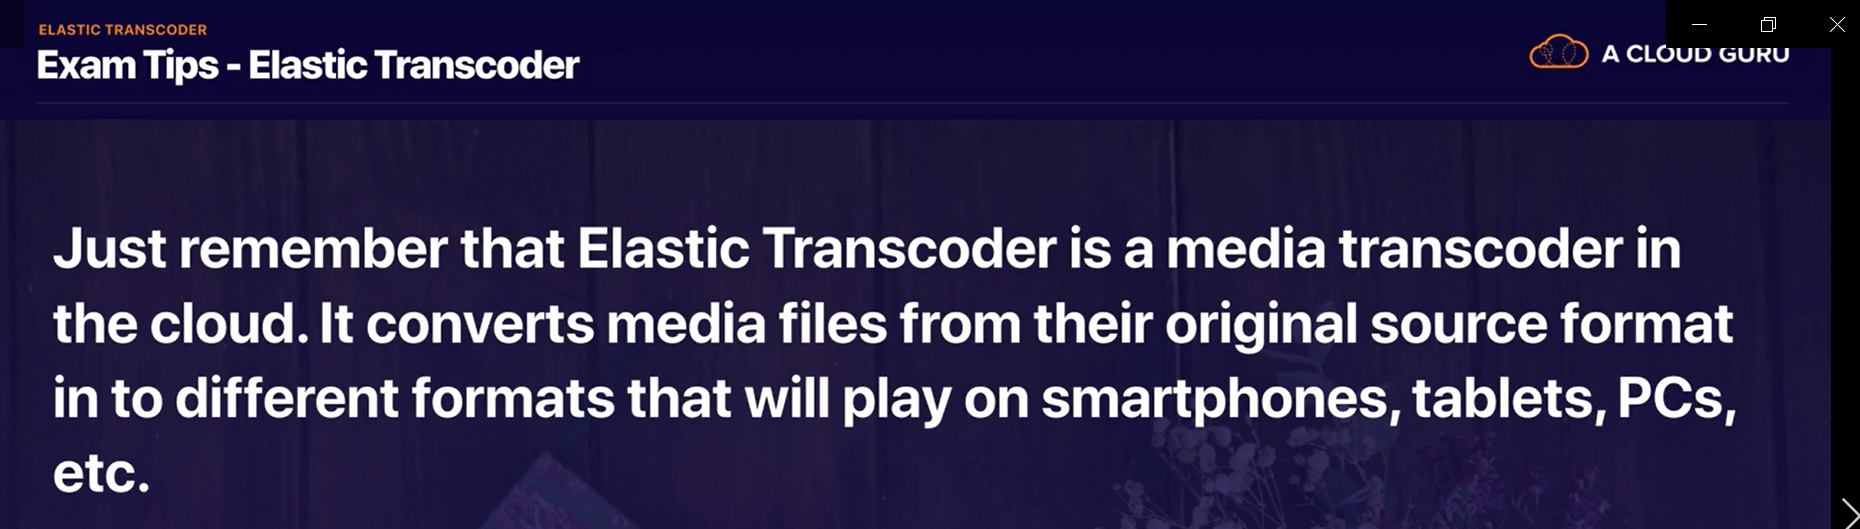 ELASTIC TRANSCODER
Exam Tips - Elastic Transcoder
A CLOUD GURU
Just remember that Elastic Transcoder is a media transcoder in
the cloud. It converts media files from their original source format
in to different formats that will play on smartphones, tablets, PCs,
etc.